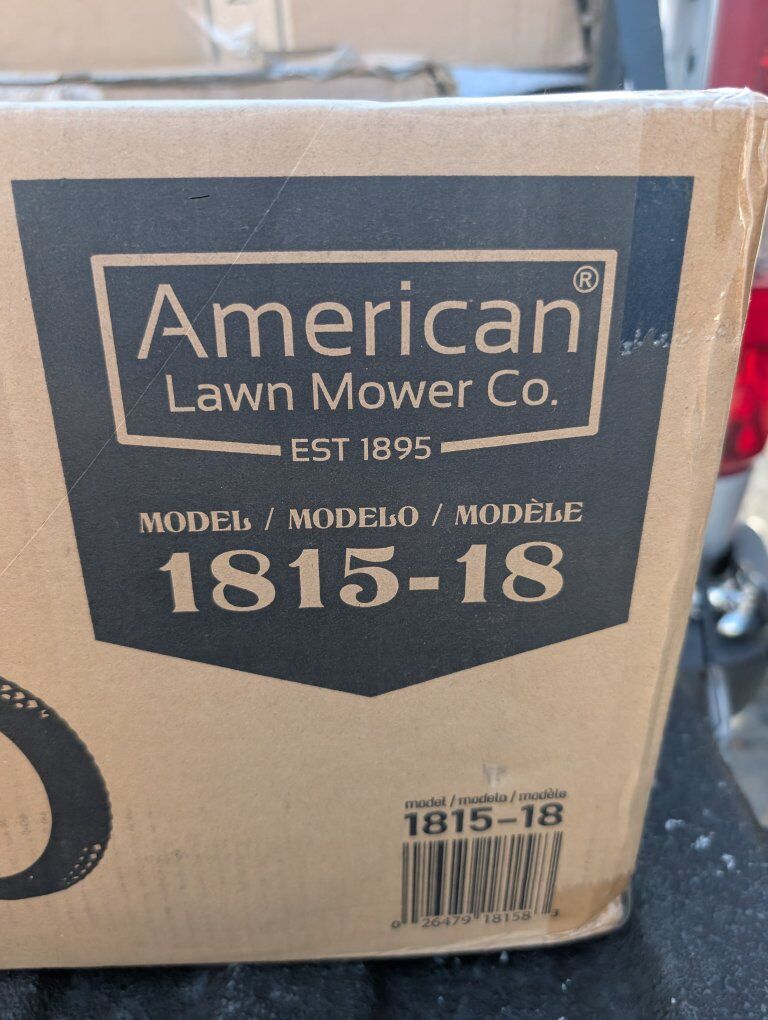 American®
Lawn Mower Co.
EST 1895
MODEL / MODELO / MODÈLE
1815-18
model / modelo / modèle
1815-18
0 26479 18158 3